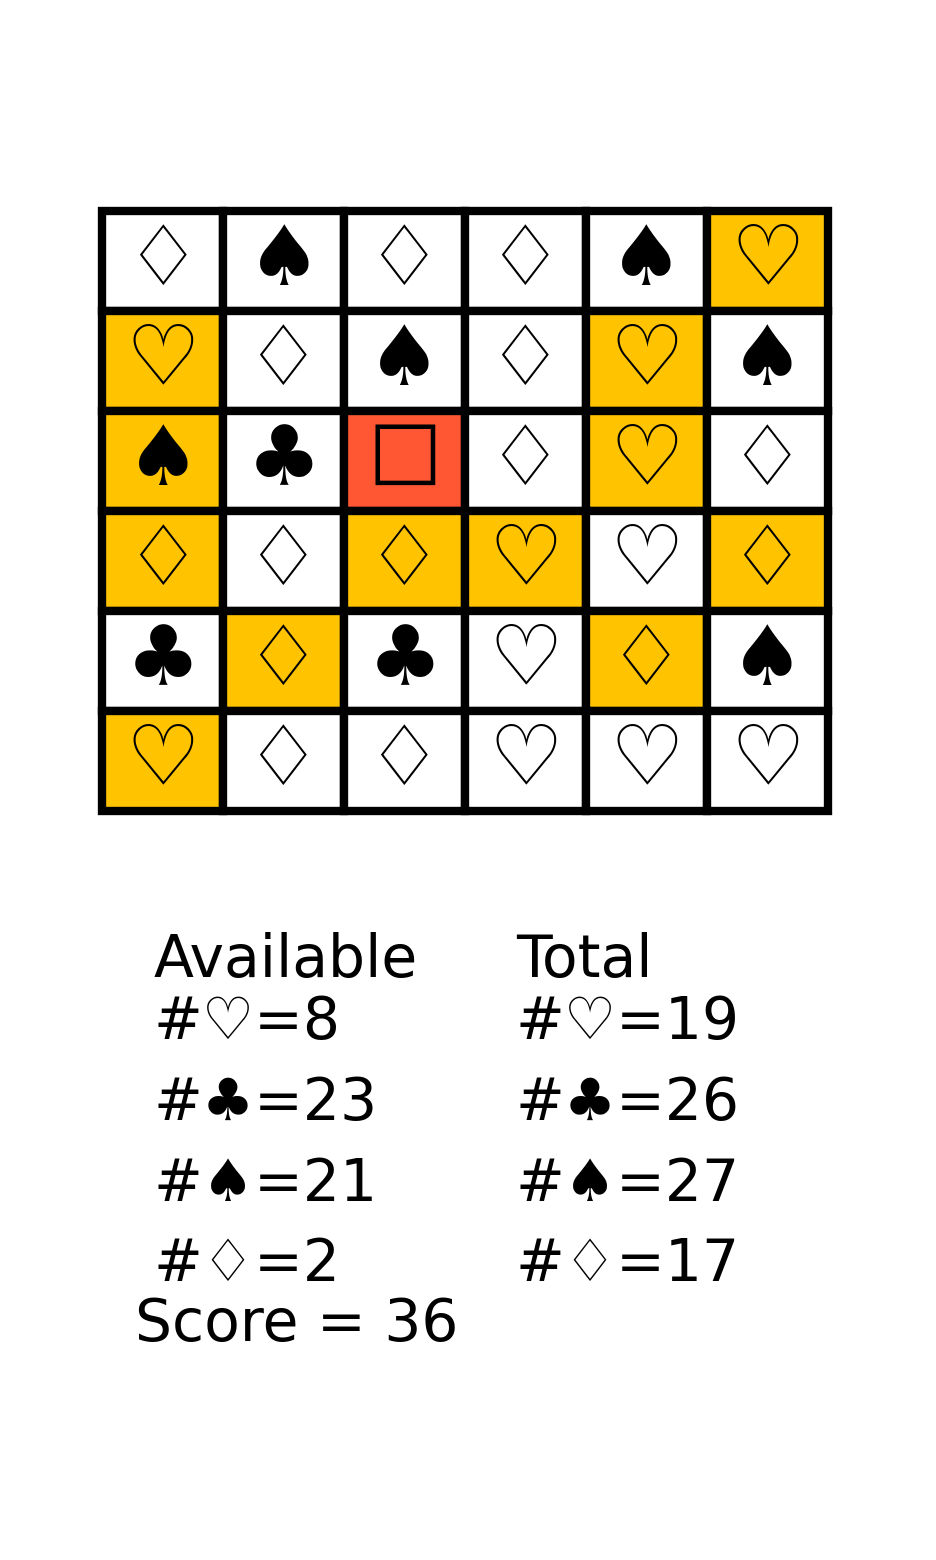 ♢ ♠ ♢ ♢ ♠ ♡
♡ ♢ ♠ ♢ ♡ ♠
♠ ♣ □ ♢ ♡ ♢
♢ ♢ ♢ ♡ ♡ ♢
♣ ♢ ♣ ♡ ♢ ♠
♡ ♢ ♢ ♡ ♡ ♡
Available Total
#♡=8 #♡=19
#♣=23 #♣=26
#♠=21 #♠=27
#♢=2 #♢=17
Score = 36